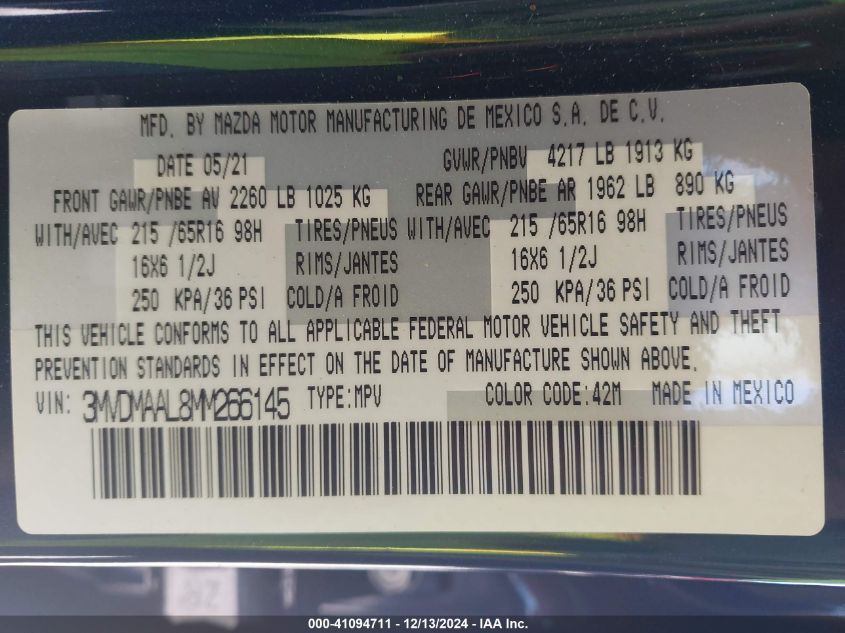 MFD. BY MAZDA MOTOR MANUFACTURING DE MEXICO S.A. DE C.V.
DATE 05/21 GVWR/PNBV 4217 LB 1913 KG
FRONT GAWR/PNBE AV 2260 LB 1025 KG REAR GAWR/PNBE AR 1962 LB 890 KG
WITH/AVEC 215 /65R16 98H TIRES/PNEUS WITH/AVEC 215 /65R16 98H TIRES/PNEUS
16X6 1/2J RIMS/JANTES 16X6 1/2J RIMS/JANTES
250 KPA/36 PSI COLD/A FROID 250 KPA/36 PSI COLD/A FROID
THIS VEHICLE CONFORMS TO ALL APPLICABLE FEDERAL MOTOR VEHICLE SAFETY AND THEFT
PREVENTION STANDARDS IN EFFECT ON THE DATE OF MANUFACTURE SHOWN ABOVE.
VIN: 3MVDMAAL8MM266145 TYPE:MPV COLOR CODE:42M MADE IN MEXICO
000-41094711 - 12/13/2024 - IAA Inc.